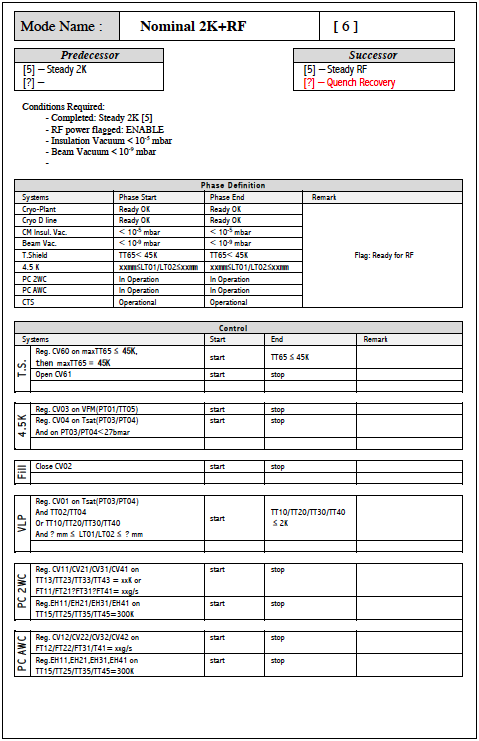 Mode Name : Nominal 2K+RF [ 6 ]
Predecessor Successor
[5] – Steady 2K [5] – Steady RF
[?] – [?] – Quench Recovery
Conditions Required:
- Completed: Steady 2K [5]
- RF power flagged: ENABLE
- Insulation Vacuum < 10⁻⁵ mbar
- Beam Vacuum < 10⁻⁹ mbar
-
Phase Definition
Systems Phase Start Phase End Remark
Cryo-Plant Ready OK Ready OK
Cryo D line Ready OK Ready OK
CM Insul. Vac. < 10⁻⁵ mbar < 10⁻⁵ mbar
Beam Vac. < 10⁻⁹ mbar < 10⁻⁹ mbar
T.Shield TT65< 45K TT65< 45K Flag: Ready for RF
4.5 K xxmm≤LT01/LT02≤xxmm xxmm≤LT01/LT02≤xxmm
PC 2WC In Operation In Operation
PC AWC In Operation In Operation
CTS Operational Operational
Control
Systems Start End Remark
T.S.
Reg. CV60 on maxTT65 ≤ 45K,
then maxTT65 = 45K start TT65 ≤ 45K
Open CV61 start stop
4.5K
Reg. CV03 on VFM(PT01/TT05) start stop
Reg. CV04 on Tsat(PT03/PT04) start stop
And on PT03/PT04<27bmar
Fill
Close CV02 start stop
VLP
Reg. CV01 on Tsat(PT03/PT04)
And TT02/TT04 start TT10/TT20/TT30/TT40
Or TT10/TT20/TT30/TT40 ≤ 2K
And ? mm ≤ LT01/LT02 ≤ ? mm
PC 2WC
Reg. CV11/CV21/CV31/CV41 on start stop
TT13/TT23/TT33/TT43 = xxK or
FT11/FT21?FT31?FT41= xxg/s
Reg.EH11/EH21/EH31/EH41 on start stop
TT15/TT25/TT35/TT45=300K
PC AWC
Reg. CV12/CV22/CV32/CV42 on start stop
FT12/FT22/FT31/T41= xxg/s
Reg.EH11,EH21,EH31,EH41 on start stop
TT15/TT25/TT35/TT45=300K